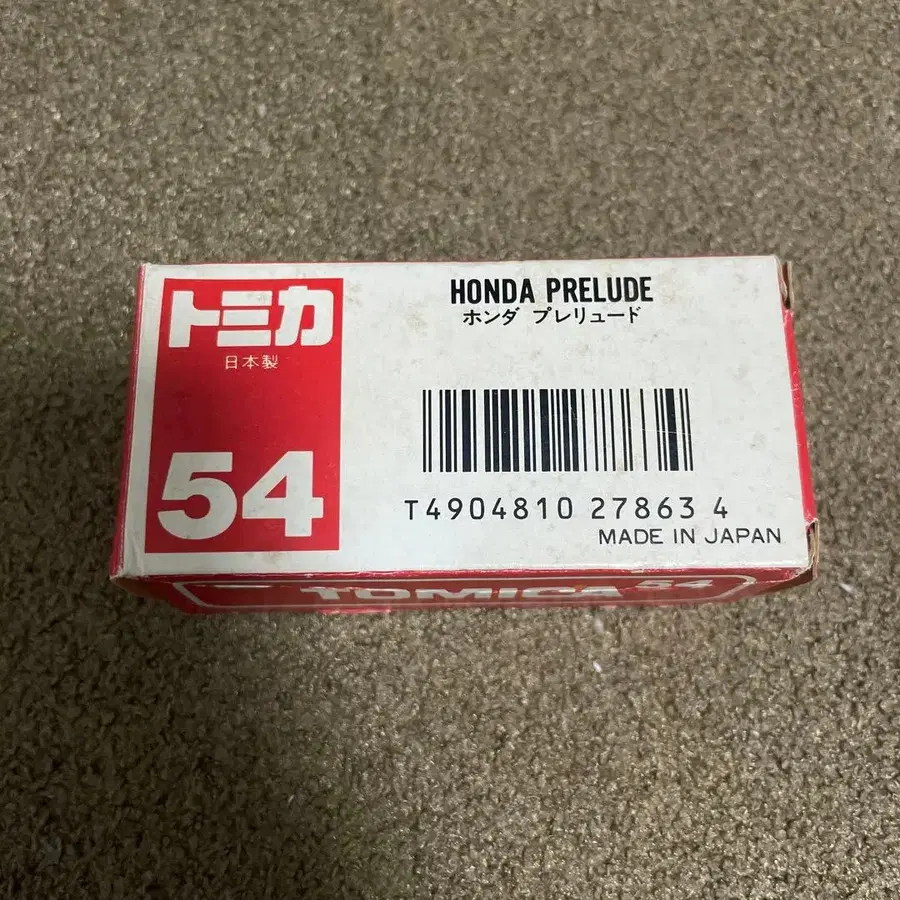 トミカ
日本製
54
HONDA PRELUDE
ホンダ プレリュード
T4904810 27863 4
MADE IN JAPAN
TOMICA 54